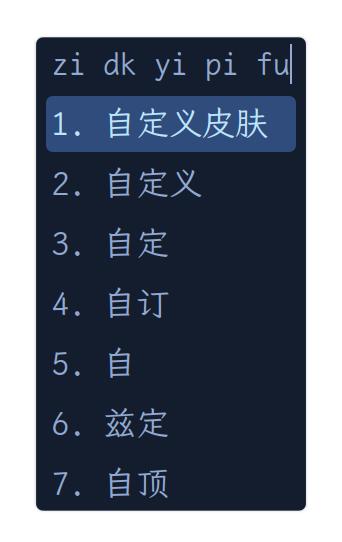 zi dk yi pi fu
1. 自定义皮肤
2. 自定义
3. 自定
4. 自订
5. 自
6. 兹定
7. 自顶